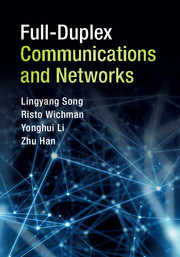 Full-Duplex
Communications
and Networks
Lingyang Song
Risto Wichman
Yonghui Li
Zhu Han